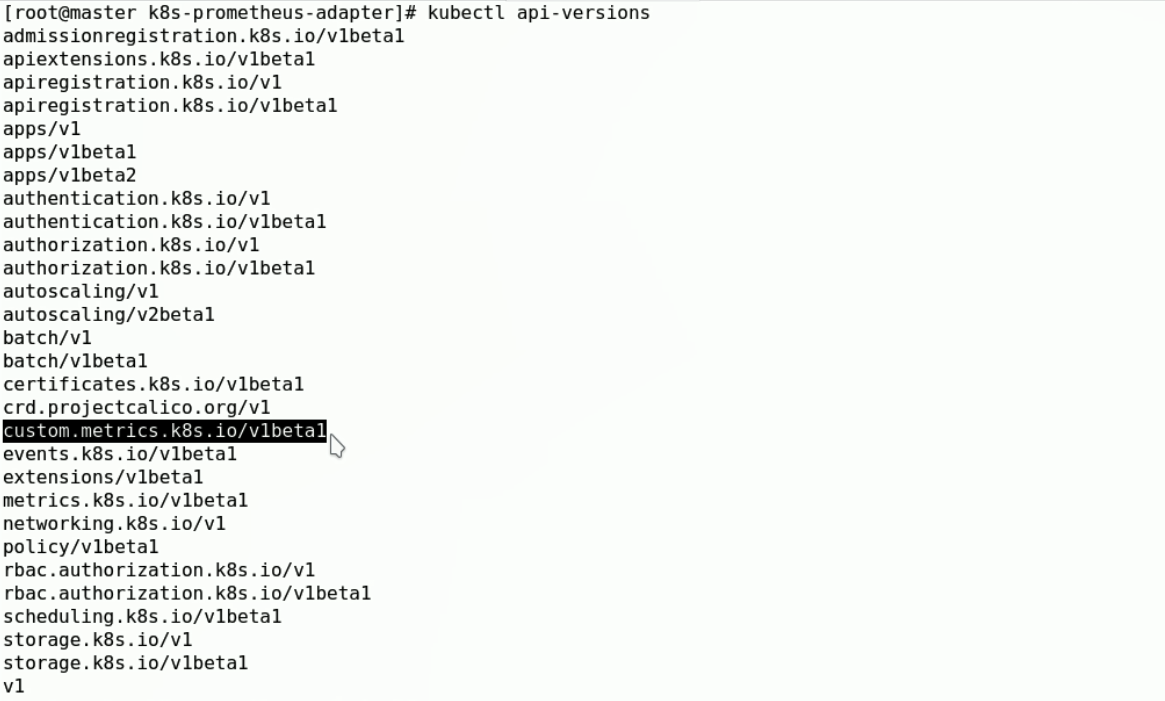 [root@master k8s-prometheus-adapter]# kubectl api-versions
admissionregistration.k8s.io/v1beta1
apiextensions.k8s.io/v1beta1
apiregistration.k8s.io/v1
apiregistration.k8s.io/v1beta1
apps/v1
apps/v1beta1
apps/v1beta2
authentication.k8s.io/v1
authentication.k8s.io/v1beta1
authorization.k8s.io/v1
authorization.k8s.io/v1beta1
autoscaling/v1
autoscaling/v2beta1
batch/v1
batch/v1beta1
certificates.k8s.io/v1beta1
crd.projectcalico.org/v1
custom.metrics.k8s.io/v1beta1
events.k8s.io/v1beta1
extensions/v1beta1
metrics.k8s.io/v1beta1
networking.k8s.io/v1
policy/v1beta1
rbac.authorization.k8s.io/v1
rbac.authorization.k8s.io/v1beta1
scheduling.k8s.io/v1beta1
storage.k8s.io/v1
storage.k8s.io/v1beta1
v1